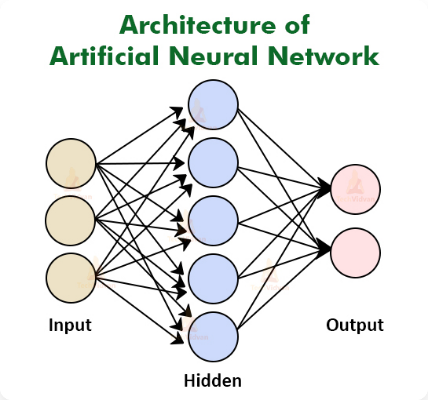 Architecture of
Artificial Neural Network
Input
Output
Hidden